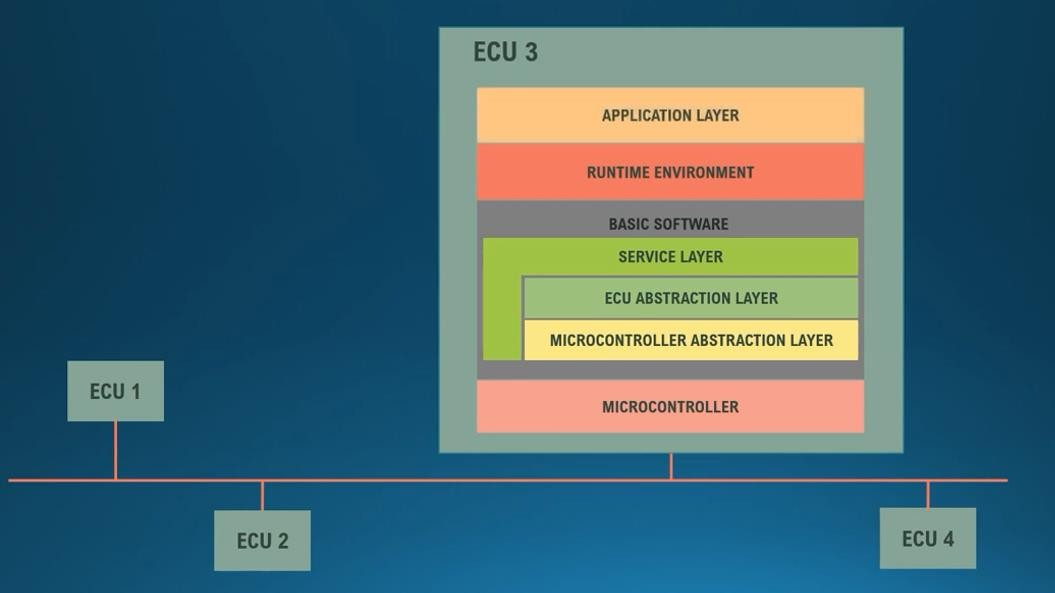 ECU 3
APPLICATION LAYER
RUNTIME ENVIRONMENT
BASIC SOFTWARE
SERVICE LAYER
ECU ABSTRACTION LAYER
MICROCONTROLLER ABSTRACTION LAYER
MICROCONTROLLER
ECU 1
ECU 2
ECU 4